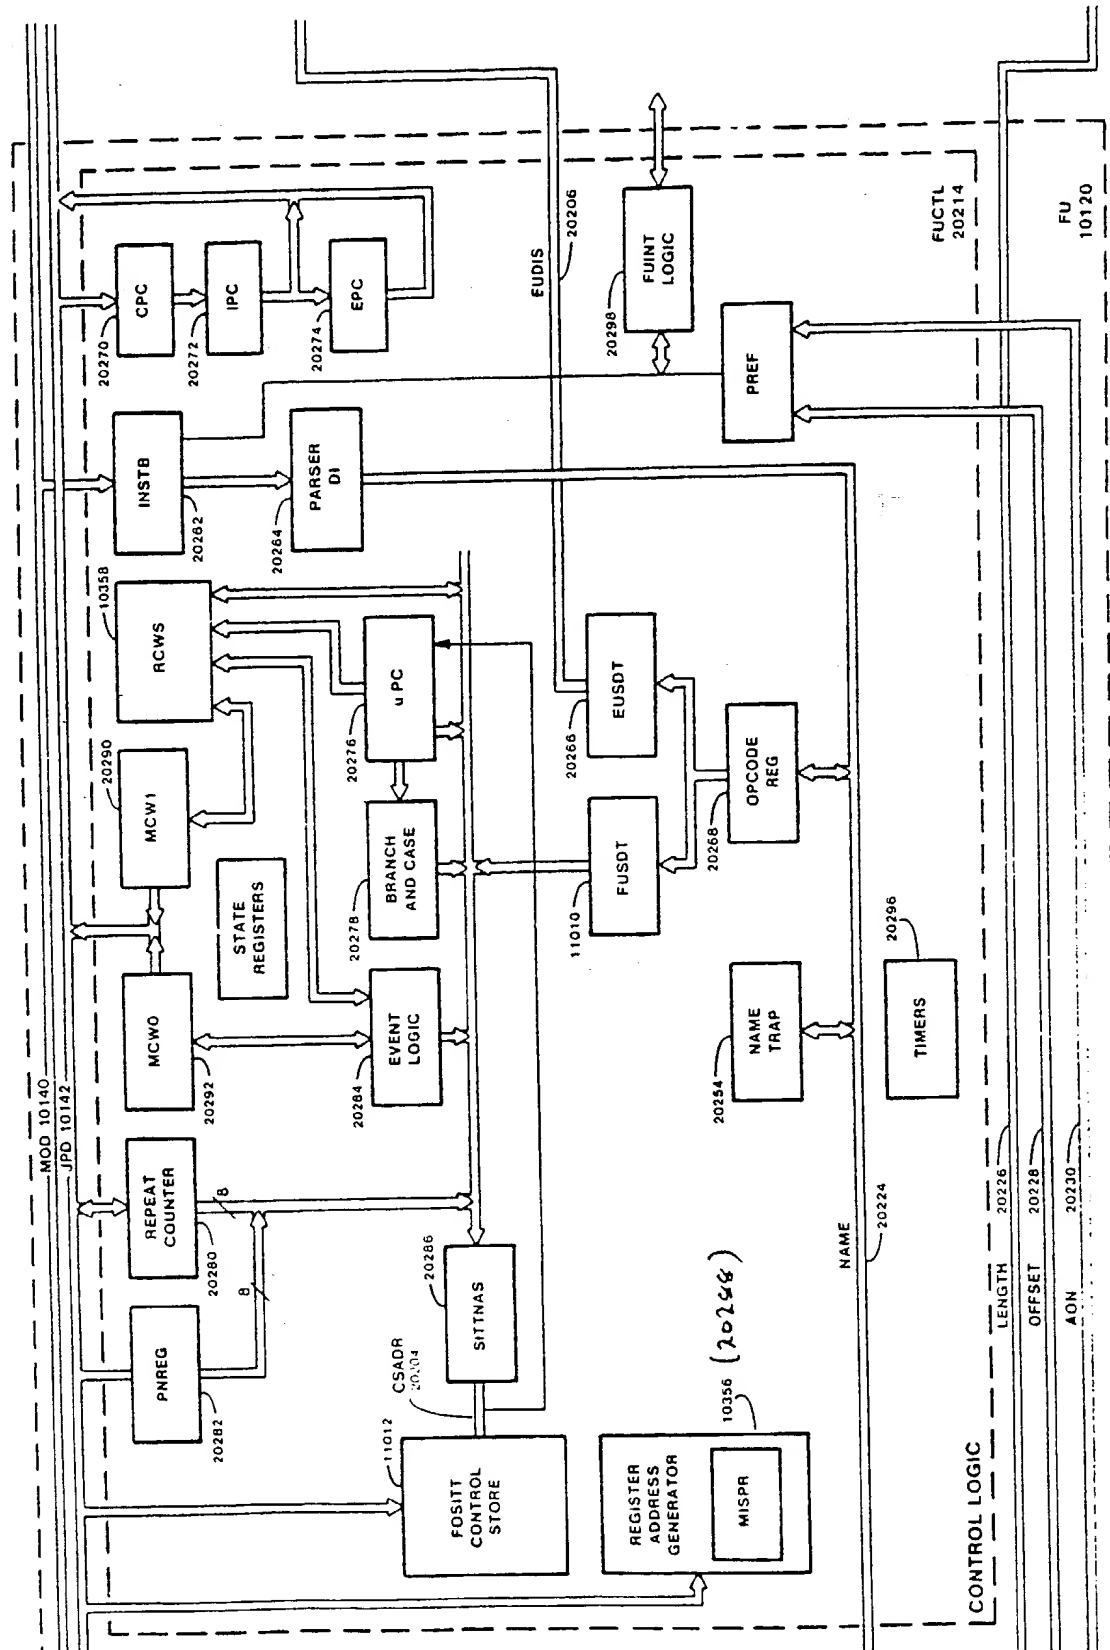 MOD 10140
JPD 10142
PNREG
20282
8
REPEAT
COUNTER
20280
8
MCW0
20292
MCW1
20290
STATE
REGISTERS
RCWS
10358
INSTB
20262
CPC
20270
IPC
20272
EPC
20274
PARSER
DI
20264
FOSITT
CONTROL
STORE
11012
CSADR
20204
SITTNAS
20286
EVENT
LOGIC
20284
BRANCH
AND CASE
20278
u PC
20276
REGISTER
ADDRESS
GENERATOR
MISPR
10356 (20288)
FUSDT
11010
EUSDT
20266
EUDIS
20206
FUINT
LOGIC
20298
NAME
TRAP
20254
OPCODE
REG
20268
PREF
NAME
20224
TIMERS
20296
FUCTL
20214
CONTROL LOGIC
LENGTH
20226
OFFSET
20228
AON
20230
FU
10120